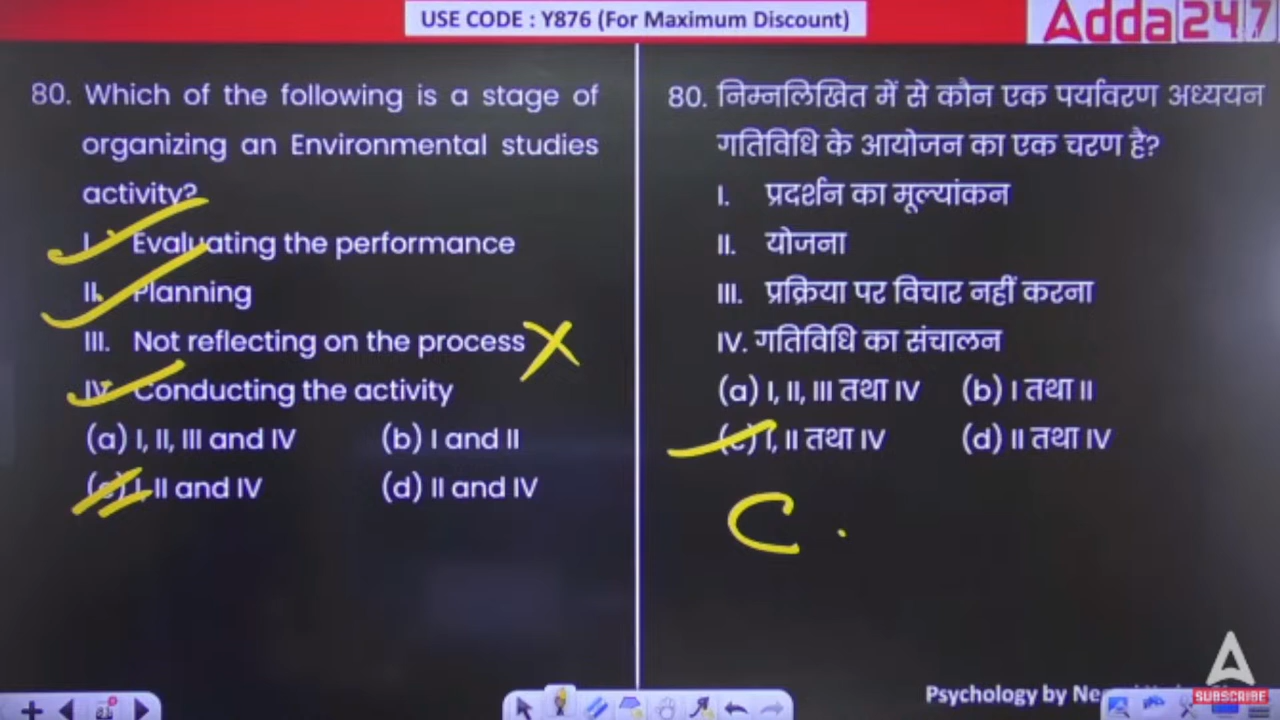 USE CODE : Y876 (For Maximum Discount)
Adda 247
80. Which of the following is a stage of
organizing an Environmental studies
activity?
I. Evaluating the performance
II. Planning
III. Not reflecting on the process
IV. Conducting the activity
(a) I, II, III and IV (b) I and II
(c) I, II and IV (d) II and IV
80. निम्नलिखित में से कौन एक पर्यावरण अध्ययन
गतिविधि के आयोजन का एक चरण है?
I. प्रदर्शन का मूल्यांकन
II. योजना
III. प्रक्रिया पर विचार नहीं करना
IV. गतिविधि का संचालन
(a) I, II, III तथा IV (b) I तथा II
(c) I, II तथा IV (d) II तथा IV
C .
Psychology by
SUBSCRIBE